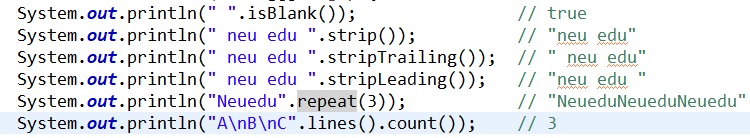 System.out.println(" ".isBlank()); // true
System.out.println(" neu edu ".strip()); // "neu edu"
System.out.println(" neu edu ".stripTrailing()); // " neu edu"
System.out.println(" neu edu ".stripLeading()); // "neu edu "
System.out.println("Neuedu".repeat(3)); // "NeueduNeueduNeuedu"
System.out.println("A\nB\nC".lines().count()); // 3